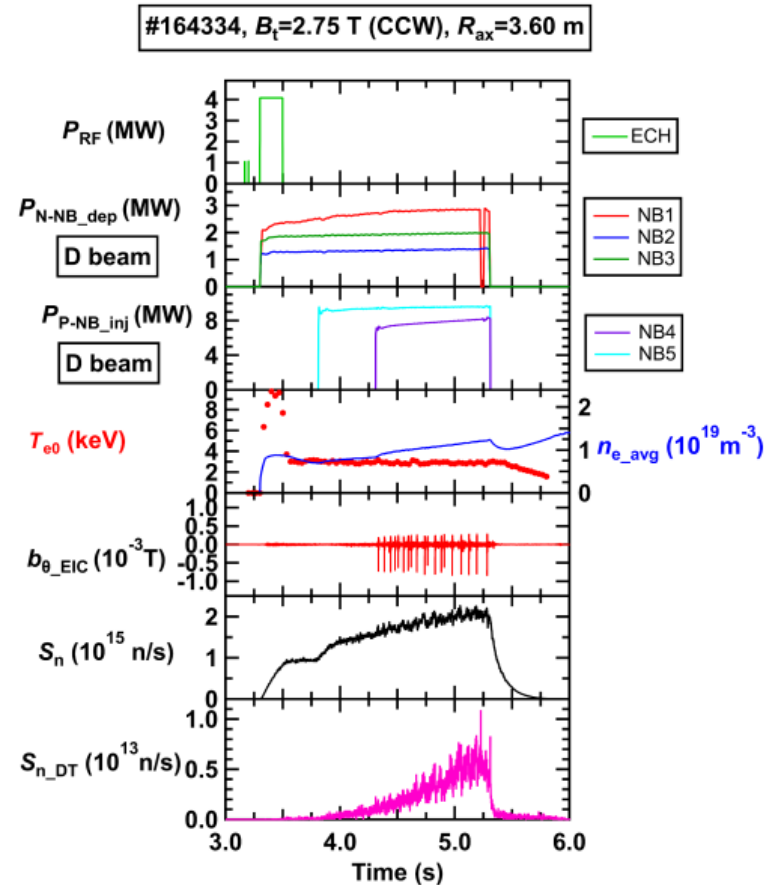 #164334, Bt=2.75 T (CCW), Rax=3.60 m
PRF (MW)
4
3
2
1
0
ECH
PN-NB_dep (MW)
D beam
3
2
1
0
NB1
NB2
NB3
PP-NB_inj (MW)
D beam
8
4
0
NB4
NB5
Te0 (keV)
8
6
4
2
0
2
1
0
ne_avg (10^19 m^-3)
bθ_EIC (10^-3 T)
1.0
0.5
0.0
-0.5
-1.0
Sn (10^15 n/s)
2
1
0
Sn_DT (10^13 n/s)
1.0
0.5
0.0
3.0 4.0 5.0 6.0
Time (s)